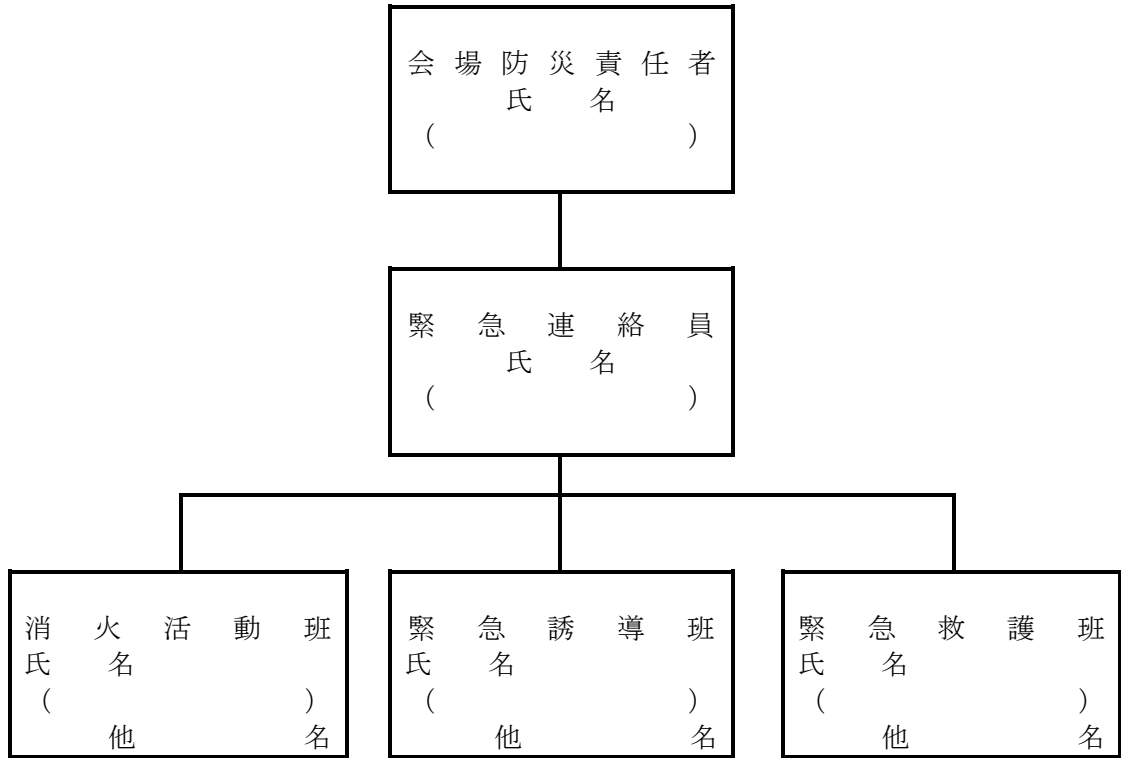 会場防災責任者
氏　名
（　　　　　　）
緊急連絡員
氏　名
（　　　　　　）
消火活動班
氏　名
（　　　　　　）
他　　　　名
緊急誘導班
氏　名
（　　　　　　）
他　　　　名
緊急救護班
氏　名
（　　　　　　）
他　　　　名